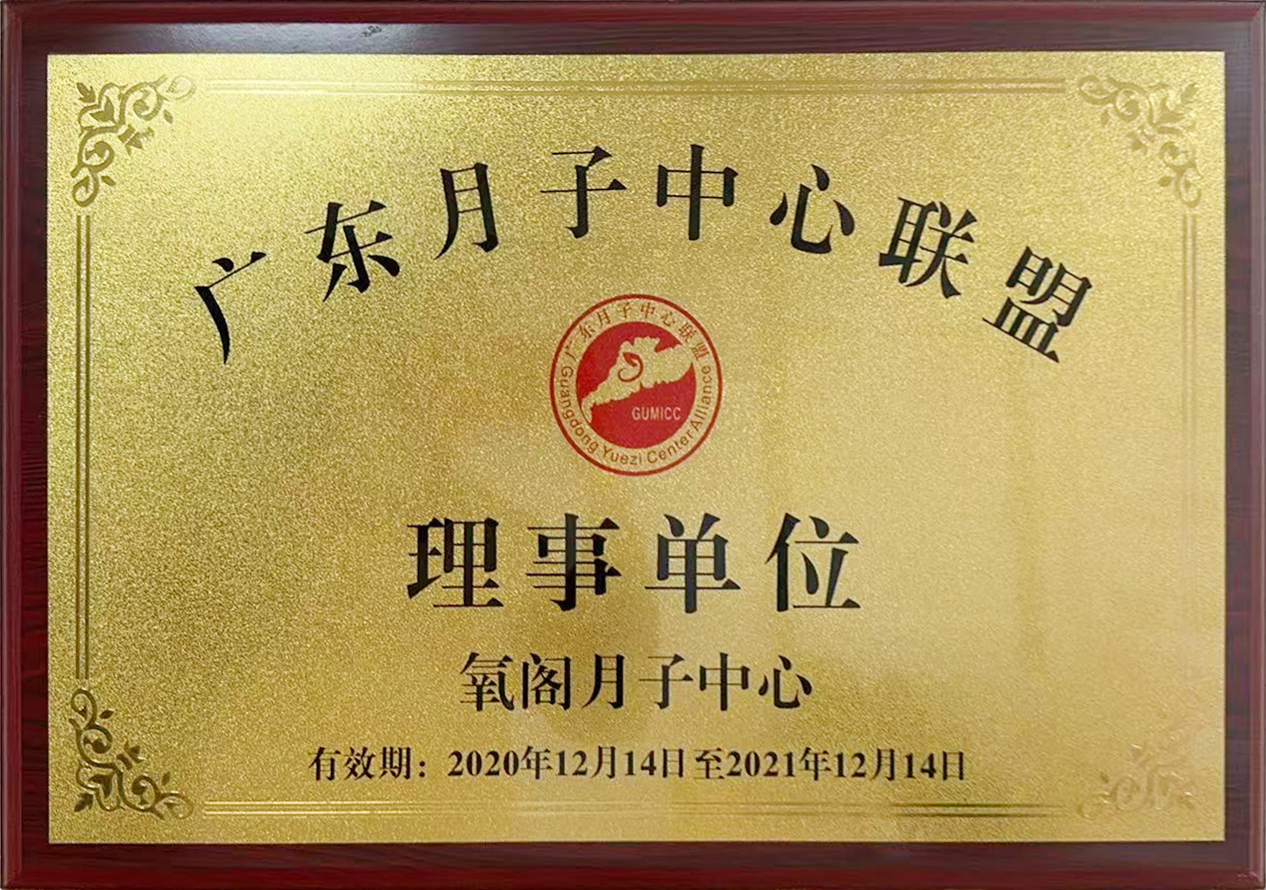 广东月子中心联盟
广东月子中心联盟
GUMICC
Guangdong Yuezi Center Alliance
理事单位
氧阁月子中心
有效期：2020年12月14日至2021年12月14日